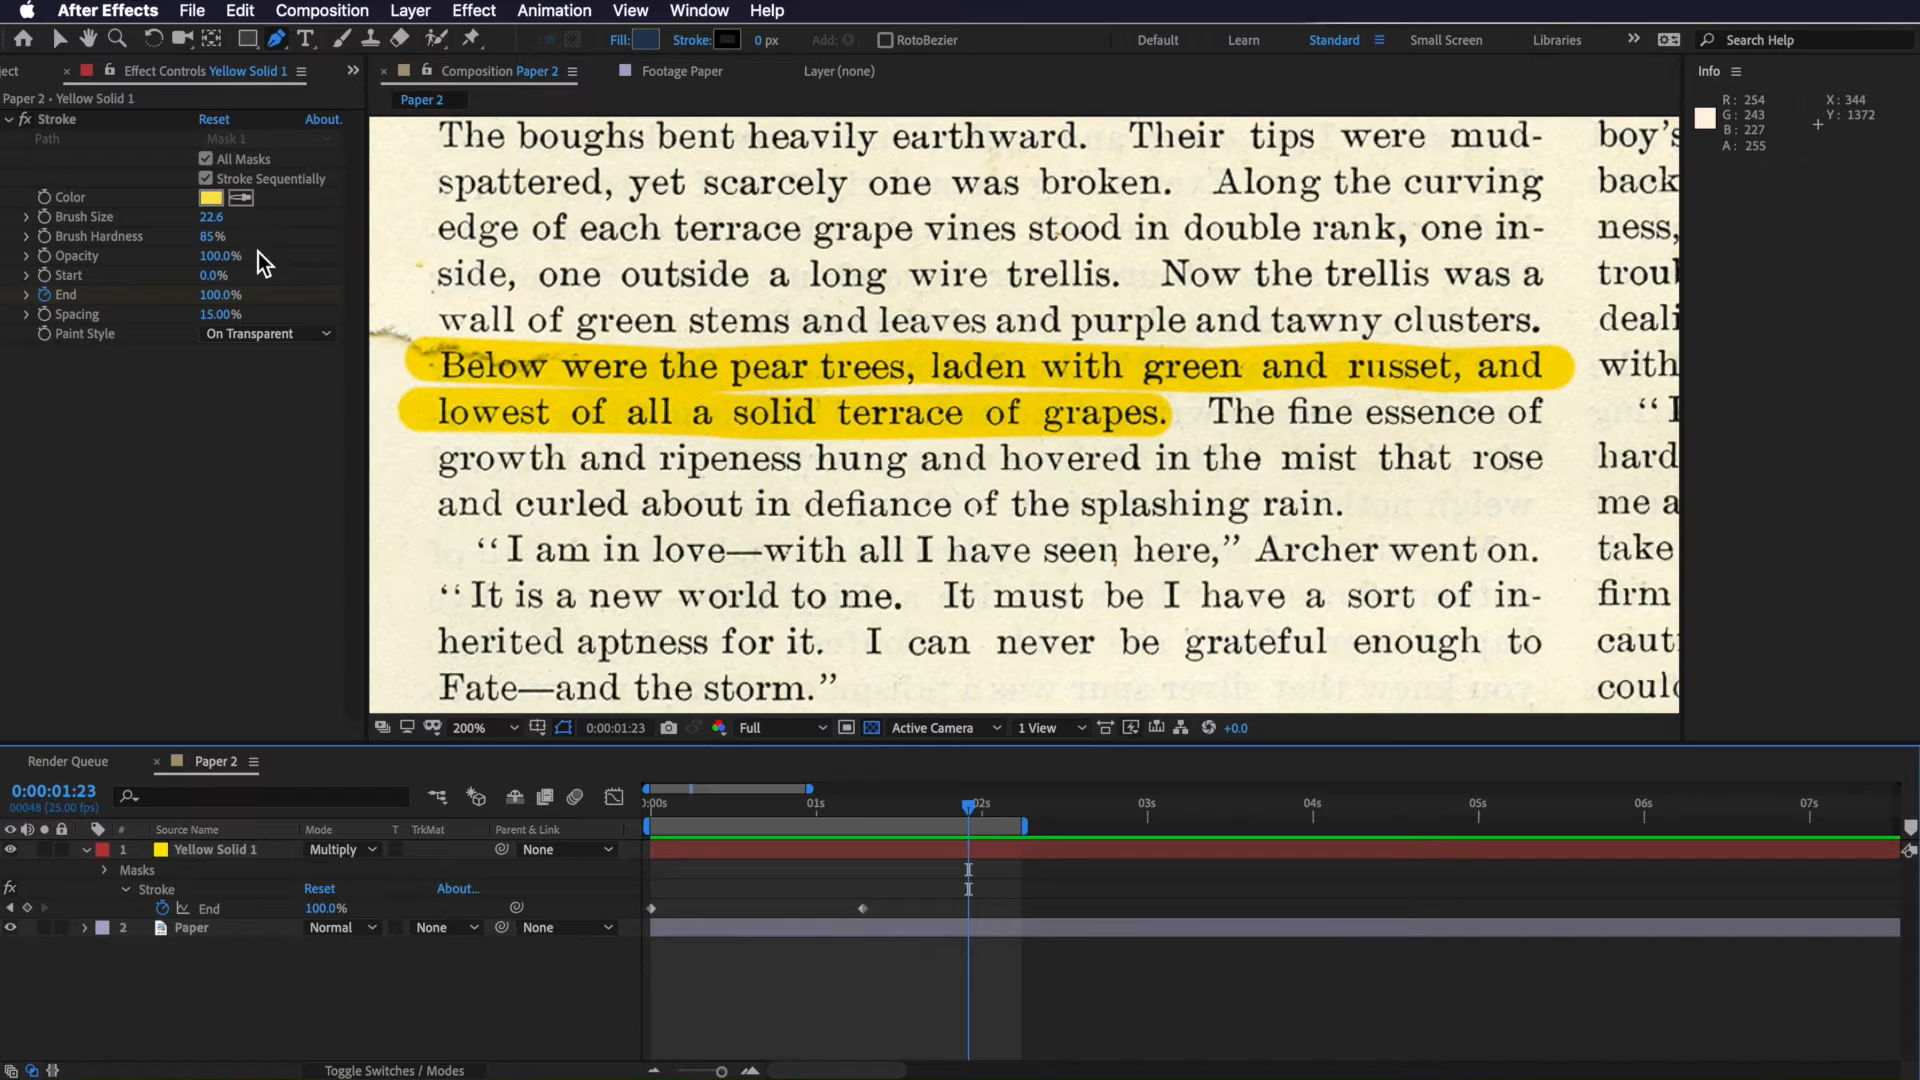 After Effects File Edit Composition Layer Effect Animation View Window Help
Fill: Stroke: 0 px Add: RotoBezier Default Learn Standard Small Screen Libraries Search Help
ject Effect Controls Yellow Solid 1 Composition Paper 2 Footage Paper Layer (none) Info
Paper 2 • Yellow Solid 1
Paper 2
R: 254 X: 344
G: 243 Y: 1372
B: 227
A: 255
fx Stroke Reset About.
Path Mask 1
All Masks
Stroke Sequentially
Color
Brush Size 22.6
Brush Hardness 85%
Opacity 100.0%
Start 0.0%
End 100.0%
Spacing 15.00%
Paint Style On Transparent
The boughs bent heavily earthward. Their tips were mud-
spattered, yet scarcely one was broken. Along the curving
edge of each terrace grape vines stood in double rank, one in-
side, one outside a long wire trellis. Now the trellis was a
wall of green stems and leaves and purple and tawny clusters.
Below were the pear trees, laden with green and russet, and
lowest of all a solid terrace of grapes. The fine essence of
growth and ripeness hung and hovered in the mist that rose
and curled about in defiance of the splashing rain.
“I am in love—with all I have seen here,” Archer went on.
“It is a new world to me. It must be I have a sort of in-
herited aptness for it. I can never be grateful enough to
Fate—and the storm.”
boy's
back
ness,
troul
deali
with
“I
hard
me a
take
firm
cauti
could
200% 0:00:01:23 Full Active Camera 1 View +0.0
Render Queue Paper 2
0:00:01:23
00048 (25.00 fps)
0:00s 01s 02s 03s 04s 05s 06s 07s
# Source Name Mode T TrkMat Parent & Link
1 Yellow Solid 1 Multiply None
Masks
fx Stroke Reset About...
End 100.0%
2 Paper Normal None None
Toggle Switches / Modes